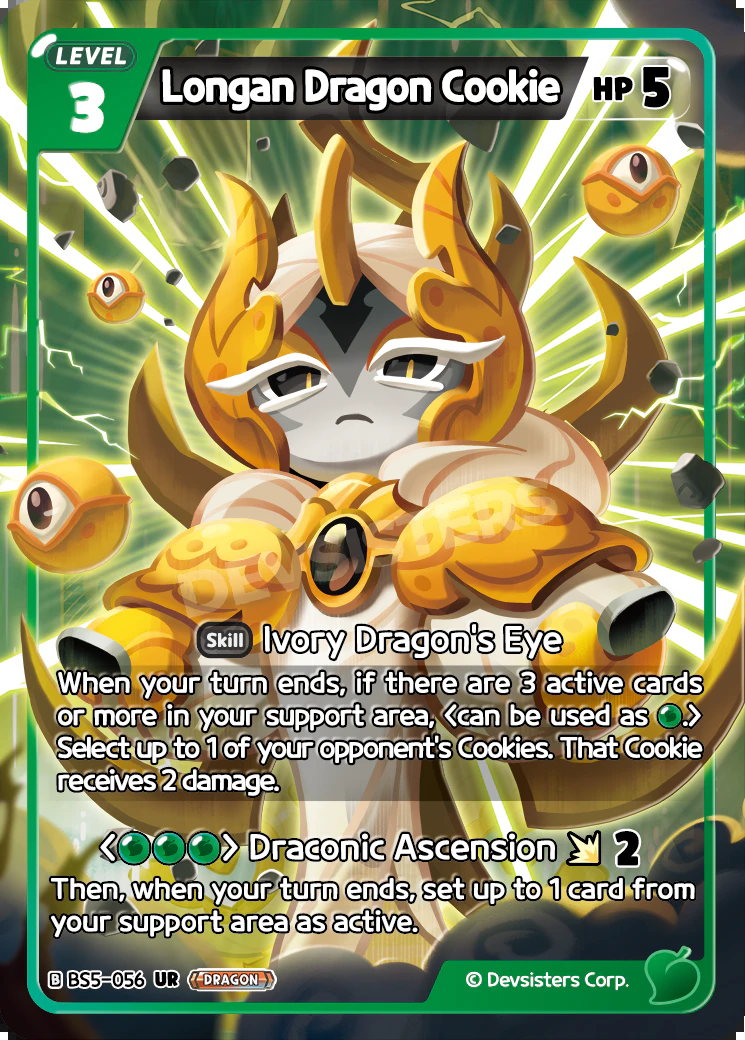 LEVEL
3
Longan Dragon Cookie
HP 5
DEVSISTERS
Skill Ivory Dragon's Eye
When your turn ends, if there are 3 active cards
or more in your support area, <can be used as .>
Select up to 1 of your opponent's Cookies. That Cookie
receives 2 damage.
< > Draconic Ascension 2
Then, when your turn ends, set up to 1 card from
your support area as active.
B BS5-056 UR DRAGON
© Devsisters Corp.